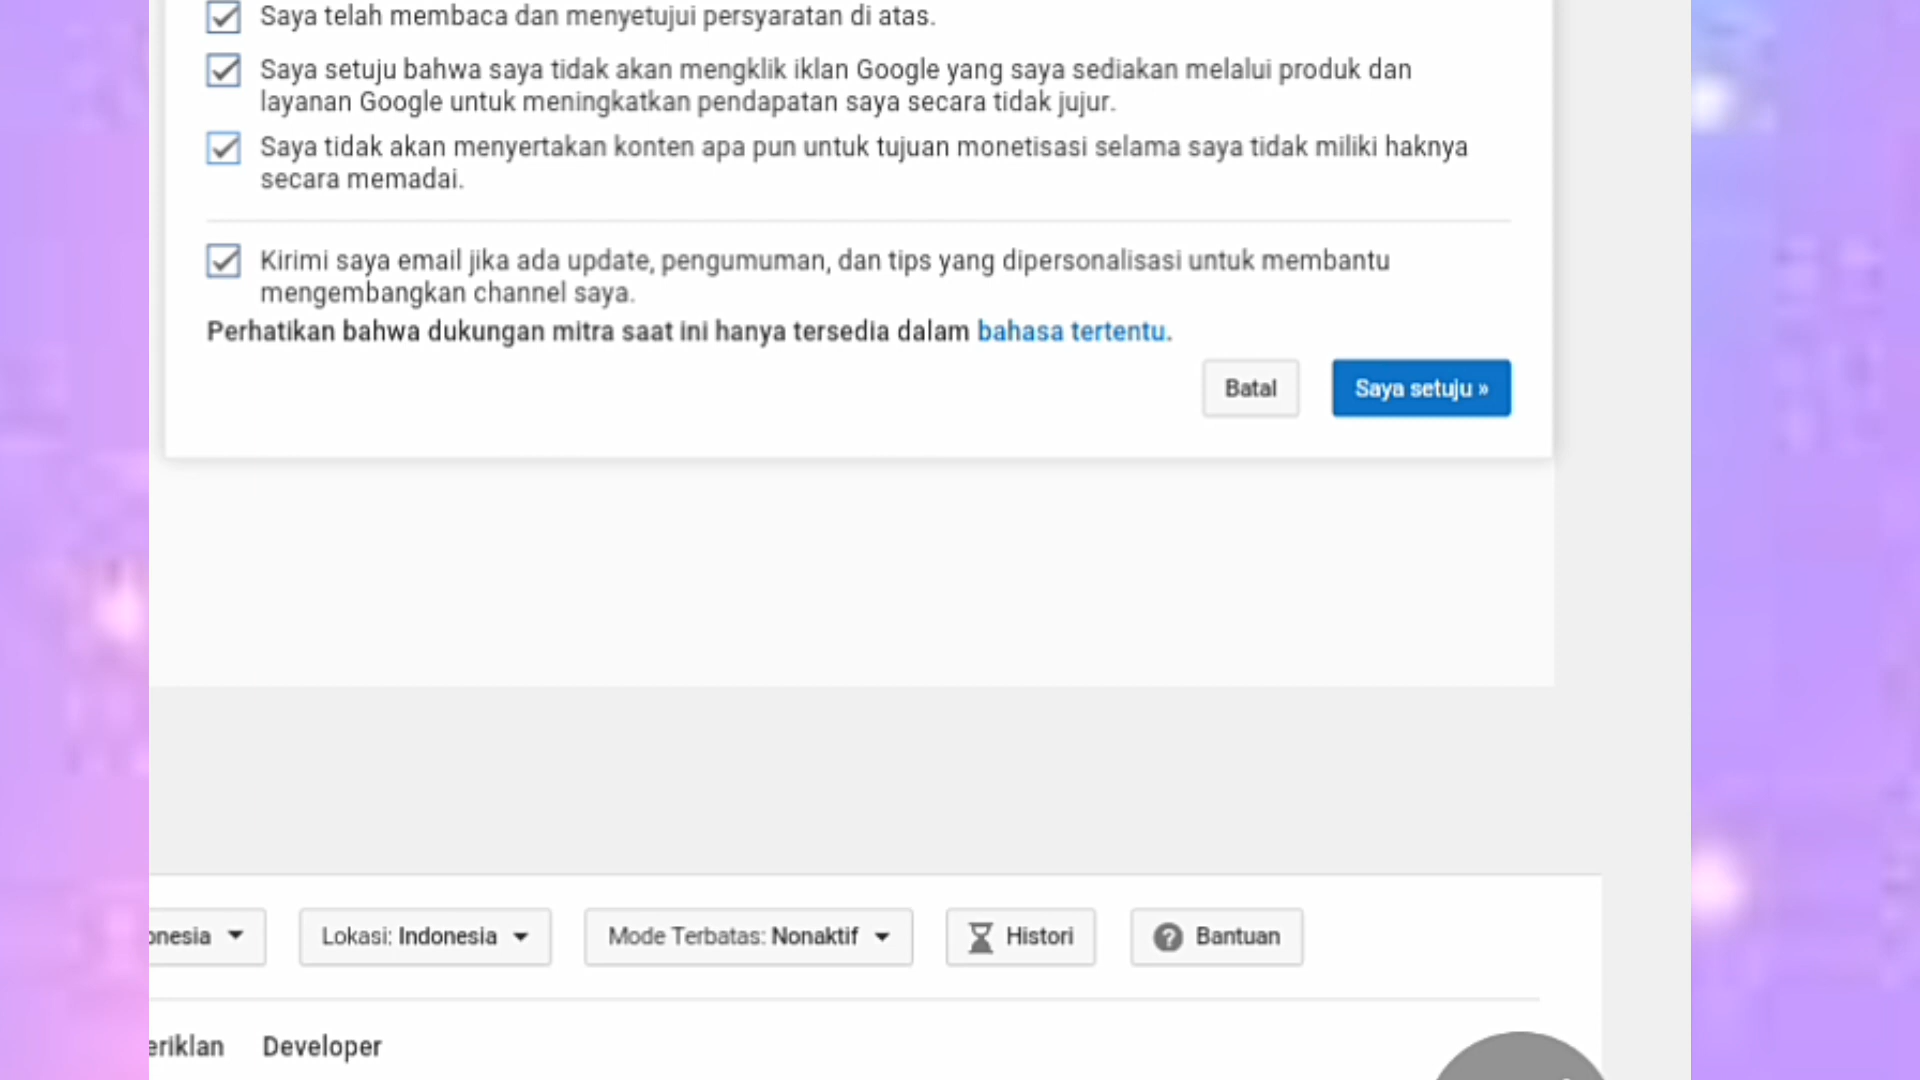 Saya telah membaca dan menyetujui persyaratan di atas.
Saya setuju bahwa saya tidak akan mengklik iklan Google yang saya sediakan melalui produk dan
layanan Google untuk meningkatkan pendapatan saya secara tidak jujur.
Saya tidak akan menyertakan konten apa pun untuk tujuan monetisasi selama saya tidak miliki haknya
secara memadai.
Kirimi saya email jika ada update, pengumuman, dan tips yang dipersonalisasi untuk membantu
mengembangkan channel saya.
Perhatikan bahwa dukungan mitra saat ini hanya tersedia dalam bahasa tertentu.
Batal Saya setuju »
onesia Lokasi: Indonesia Mode Terbatas: Nonaktif Histori Bantuan
eriklan Developer